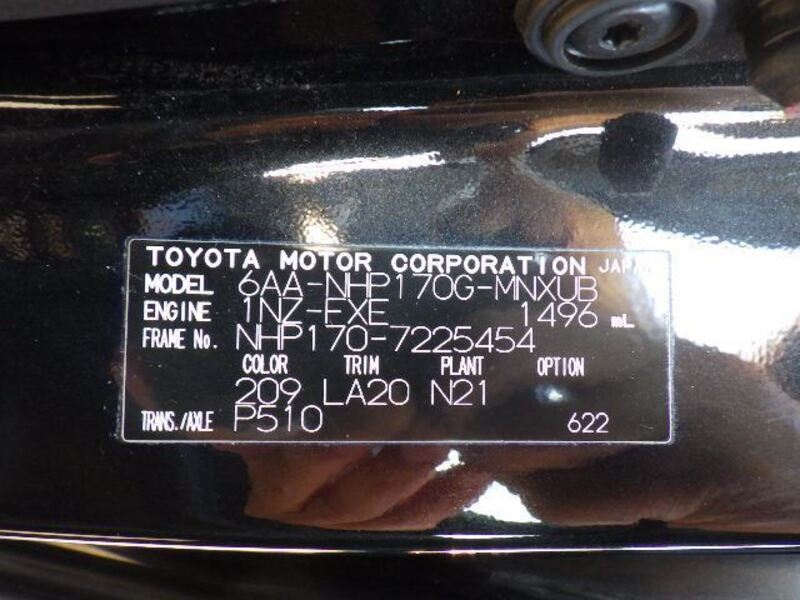 TOYOTA MOTOR CORPORATION JAPAN
MODEL 6AA-NHP170G-MNXUB
ENGINE 1NZ-FXE 1496 mL
FRAME No. NHP170-7225454
COLOR TRIM PLANT OPTION
209 LA20 N21
TRANS./AXLE P510 622